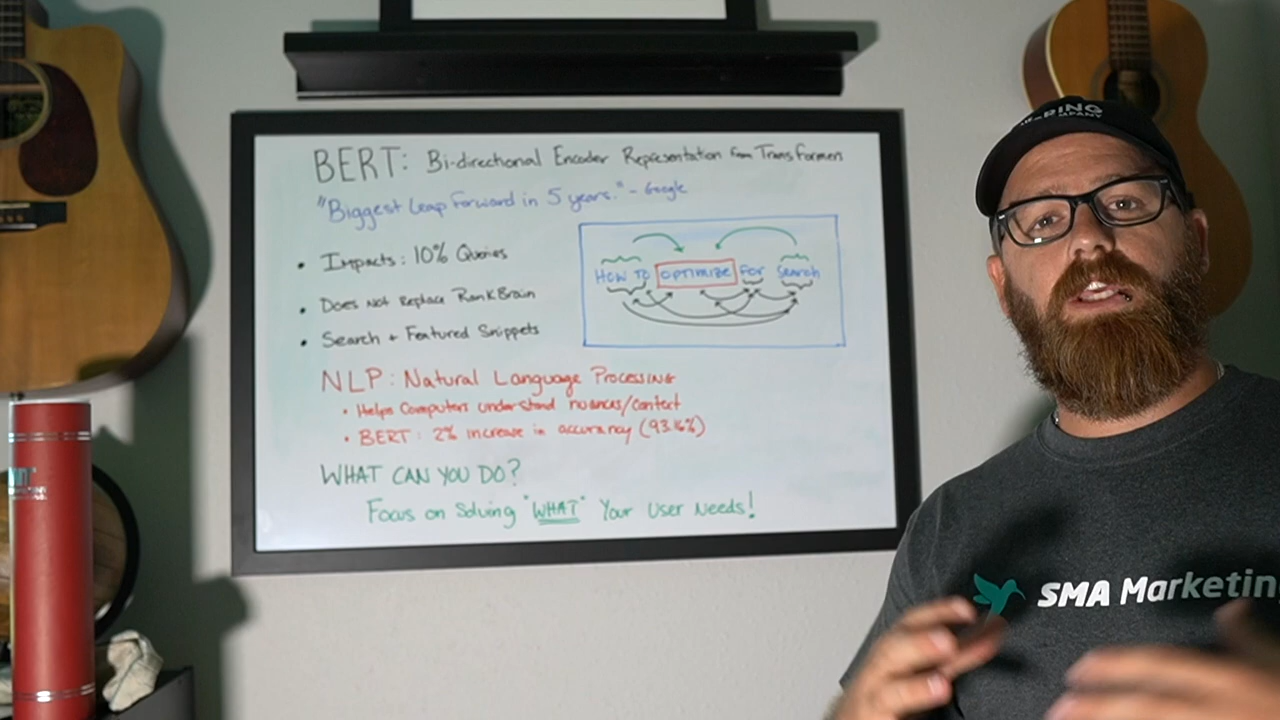 BERT: Bi-directional Encoder Representation from Transformers
"Biggest Leap Forward in 5 years." - Google
• Impacts: 10% Queries
• Does Not Replace RankBrain
• Search + Featured Snippets
How To optimize For Search
NLP: Natural Language Processing
• Helps Computers understand nuances/context
• BERT: 2% increase in accuracy (93.16%)
WHAT CAN YOU DO?
Focus on Solving "WHAT" Your User Needs!
SMA Marketin